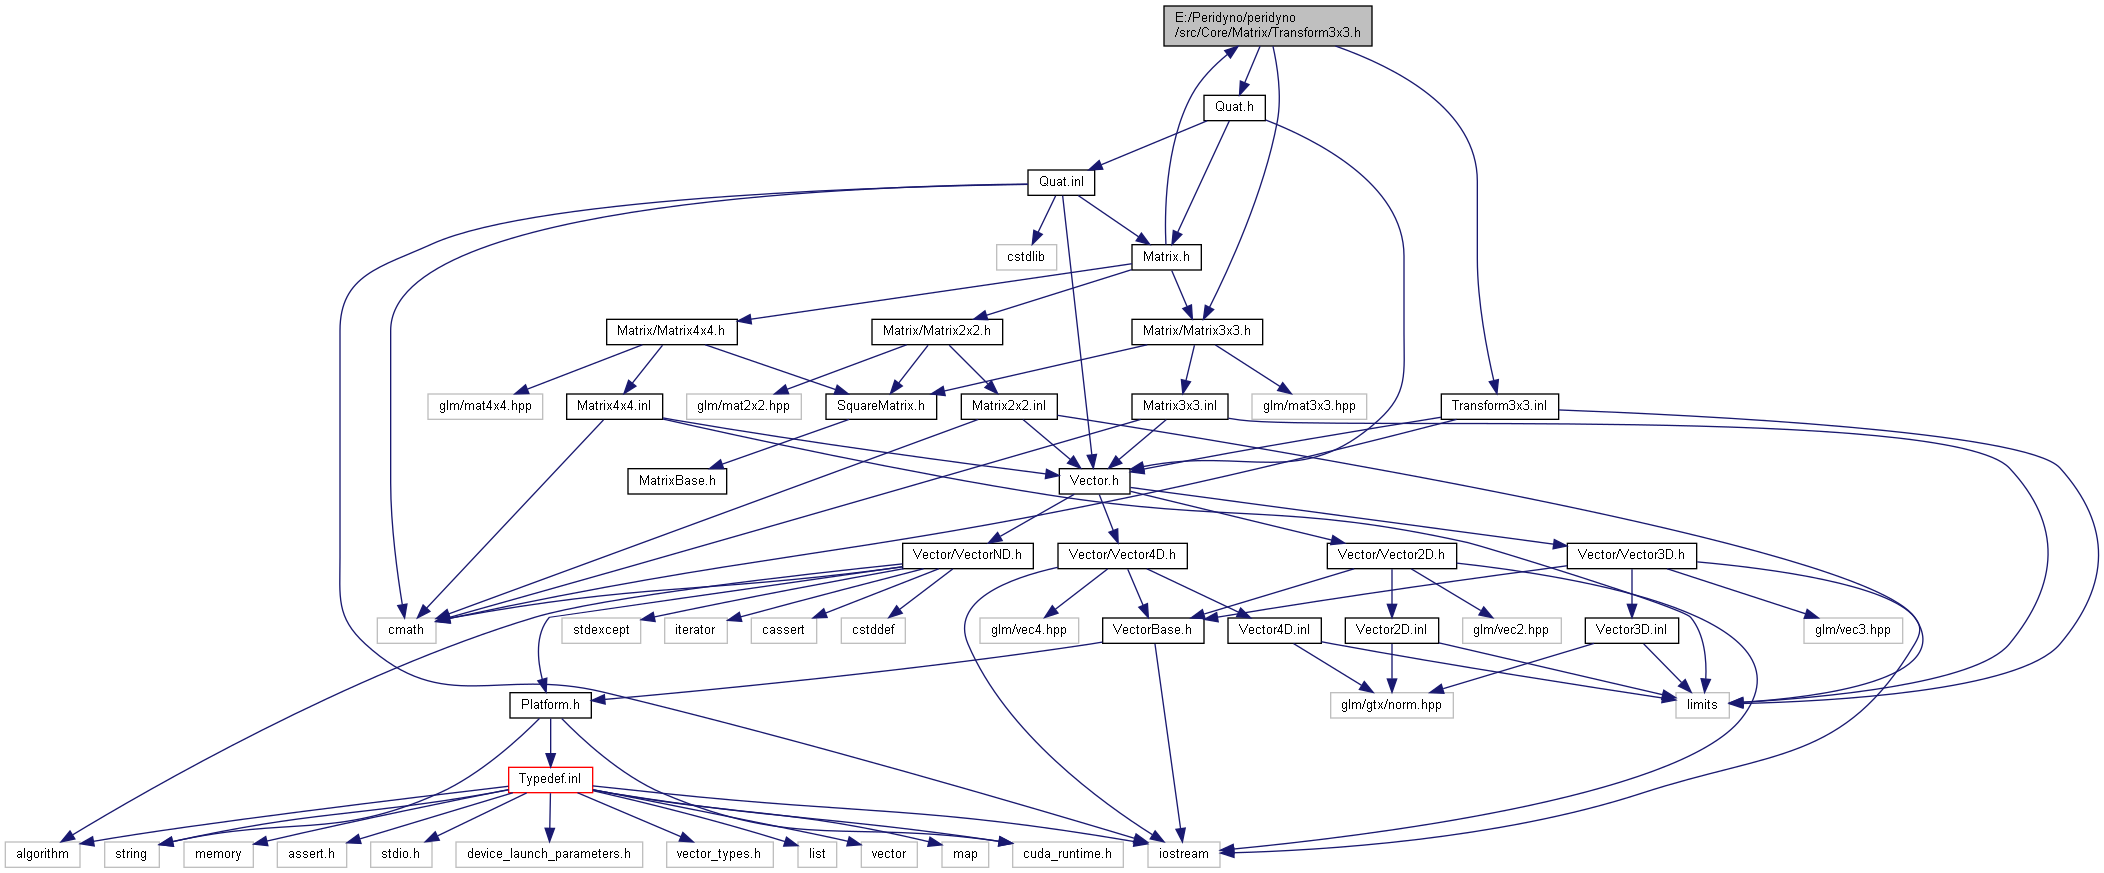 E:/Peridyno/peridyno
/src/Core/Matrix/Transform3x3.h
Quat.h
Quat.inl
cstdlib
Matrix.h
Matrix/Matrix4x4.h
Matrix/Matrix2x2.h
Matrix/Matrix3x3.h
glm/mat4x4.hpp
Matrix4x4.inl
glm/mat2x2.hpp
SquareMatrix.h
Matrix2x2.inl
Matrix3x3.inl
glm/mat3x3.hpp
Transform3x3.inl
MatrixBase.h
Vector.h
Vector/VectorND.h
Vector/Vector4D.h
Vector/Vector2D.h
Vector/Vector3D.h
cmath
stdexcept
iterator
cassert
cstddef
glm/vec4.hpp
VectorBase.h
Vector4D.inl
Vector2D.inl
glm/vec2.hpp
Vector3D.inl
glm/vec3.hpp
Platform.h
glm/gtx/norm.hpp
limits
Typedef.inl
algorithm
string
memory
assert.h
stdio.h
device_launch_parameters.h
vector_types.h
list
vector
map
cuda_runtime.h
iostream